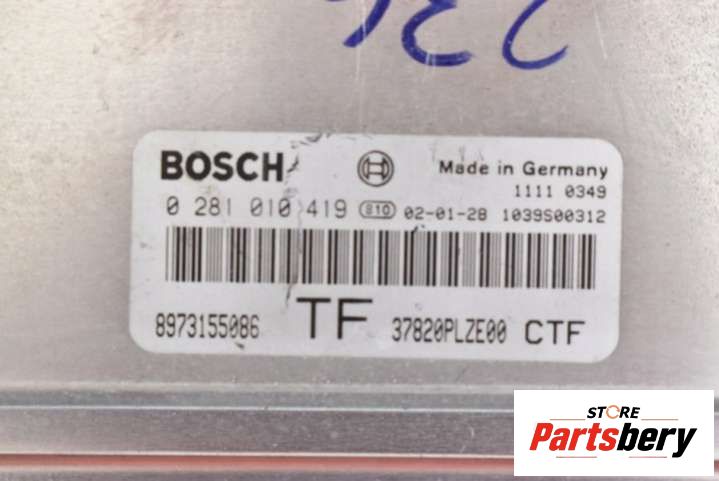 236
BOSCH Made in Germany
1111 0349
0 281 010 419 810 02-01-28 1039S00312
8973155086 TF 37820PLZE00 CTF
STORE
Partsbery